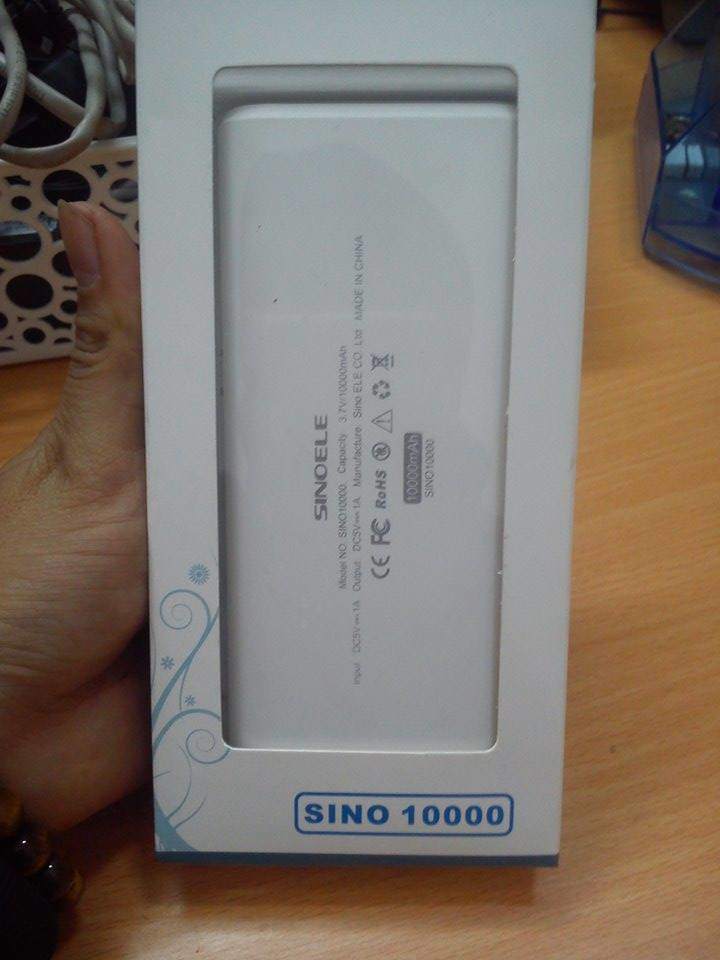 SINOELE
Model NO. SINO10000 Capacity 3.7V/10000mAh
Input DC5V⎓1A Output DC5V⎓1A Manufacture: Sino ELE CO.,Ltd MADE IN CHINA
CE FC RoHS
10000mAh
SINO10000
SINO 10000